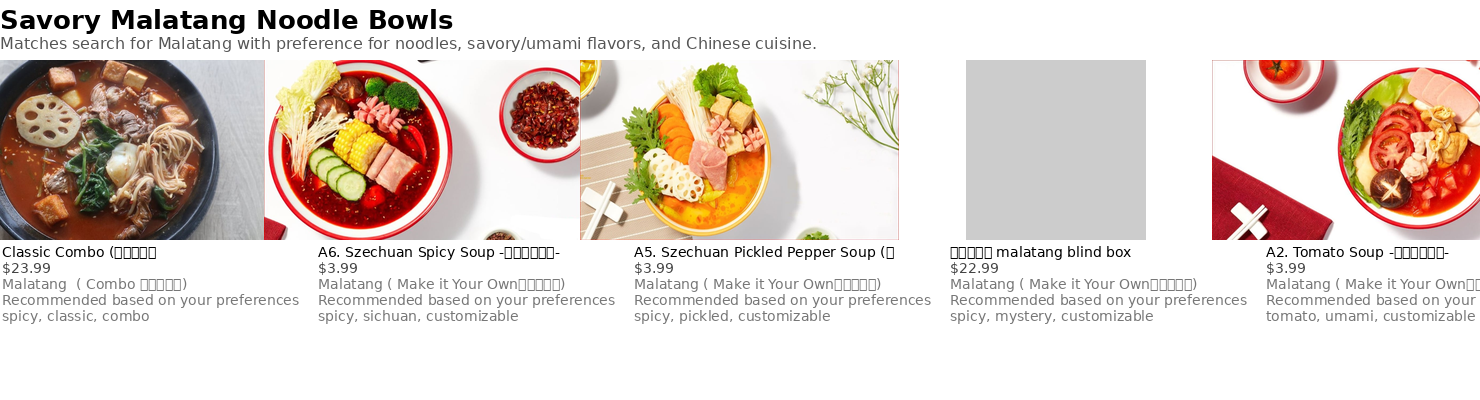 Savory Malatang Noodle Bowls
Matches search for Malatang with preference for noodles, savory/umami flavors, and Chinese cuisine.
Classic Combo (
$23.99
Malatang ( Combo )
Recommended based on your preferences
spicy, classic, combo
A6. Szechuan Spicy Soup --
$3.99
Malatang ( Make it Your Own)
Recommended based on your preferences
spicy, sichuan, customizable
A5. Szechuan Pickled Pepper Soup (
$3.99
Malatang ( Make it Your Own)
Recommended based on your preferences
spicy, pickled, customizable
malatang blind box
$22.99
Malatang ( Make it Your Own)
Recommended based on your preferences
spicy, mystery, customizable
A2. Tomato Soup --
$3.99
Malatang ( Make it Your Own
Recommended based on your
tomato, umami, customizable